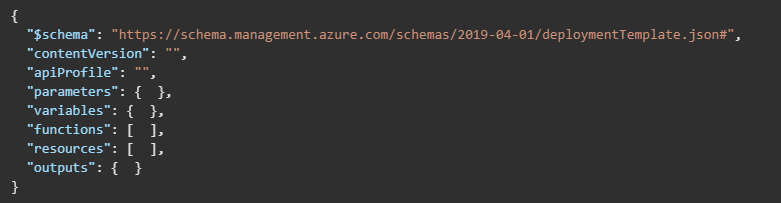 {
"$schema": "https://schema.management.azure.com/schemas/2019-04-01/deploymentTemplate.json#",
"contentVersion": "",
"apiProfile": "",
"parameters": {  },
"variables": {  },
"functions": [  ],
"resources": [  ],
"outputs": {  }
}